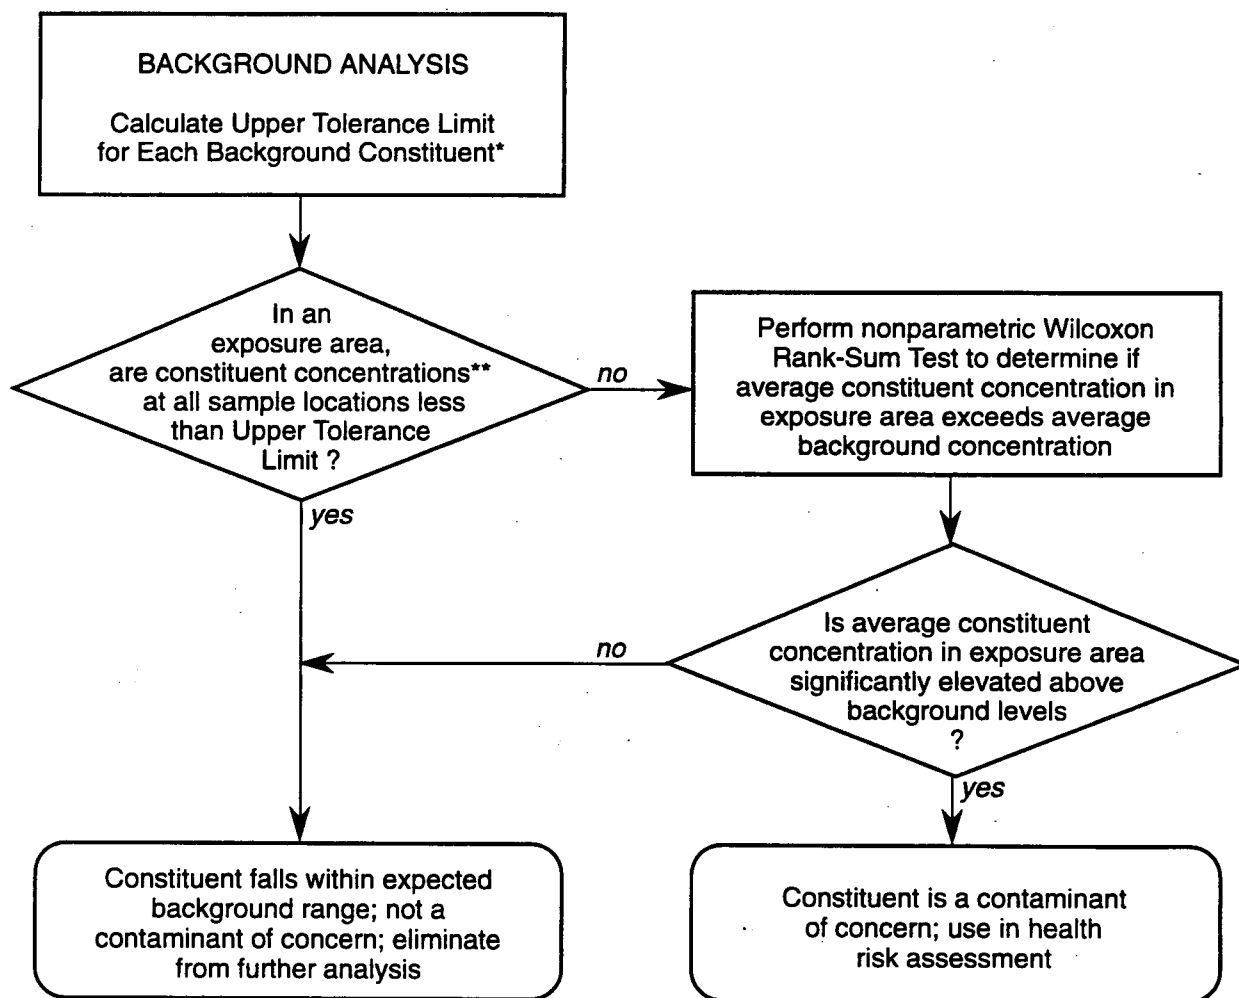 BACKGROUND ANALYSIS
Calculate Upper Tolerance Limit
for Each Background Constituent*
In an
exposure area,
are constituent concentrations**
at all sample locations less
than Upper Tolerance
Limit ?
no
Perform nonparametric Wilcoxon
Rank-Sum Test to determine if
average constituent concentration in
exposure area exceeds average
background concentration
yes
Is average constituent
concentration in exposure area
significantly elevated above
background levels
?
no
yes
Constituent falls within expected
background range; not a
contaminant of concern; eliminate
from further analysis
Constituent is a contaminant
of concern; use in health
risk assessment